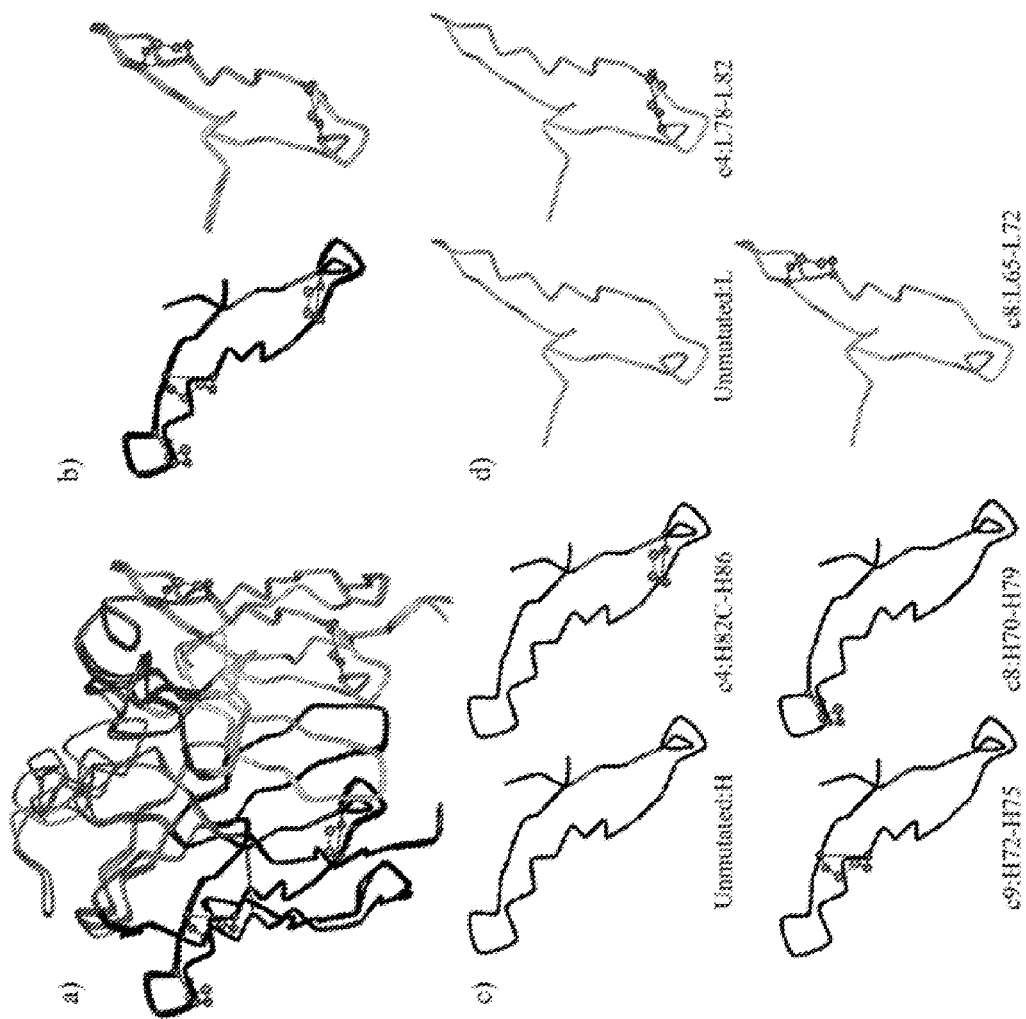 a)
b)
c)
Unmutated:H
c4:H82C-H86
c9:H72-H75
c8:H70-H79
d)
Unmutated:L
c4:L78-L82
c8:L65-L72